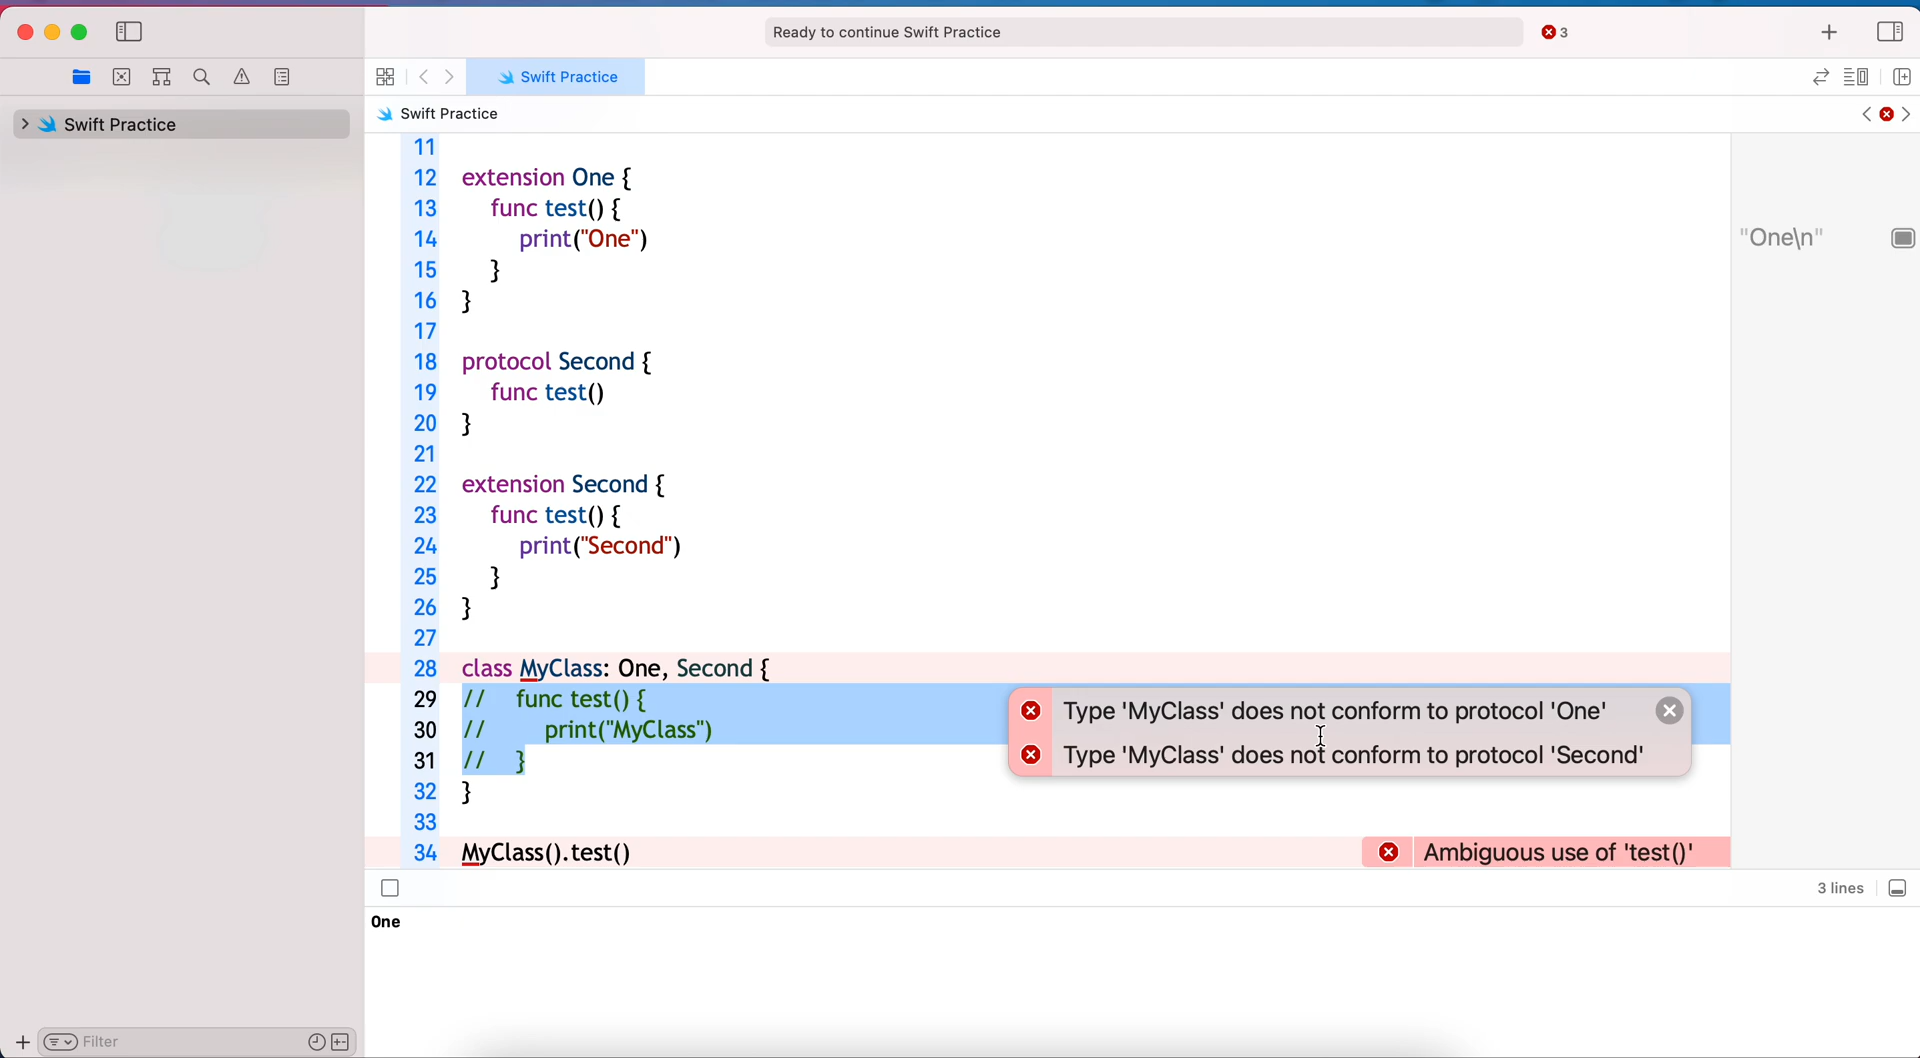 Ready to continue Swift Practice
3
Swift Practice
Swift Practice
Swift Practice
11
12 extension One {
13 func test() {
14 print("One")
"One\n"
15 }
16 }
17
18 protocol Second {
19 func test()
20 }
21
22 extension Second {
23 func test() {
24 print("Second")
25 }
26 }
27
28 class MyClass: One, Second {
29 // func test() {
30 // print("MyClass")
31 // }
Type 'MyClass' does not conform to protocol 'One'
Type 'MyClass' does not conform to protocol 'Second'
32 }
33
34 MyClass().test()
Ambiguous use of 'test()'
3 lines
One
Filter